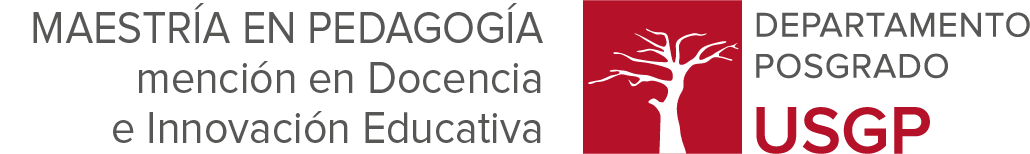 MAESTRÍA EN PEDAGOGÍA
mención en Docencia
e Innovación Educativa
DEPARTAMENTO
POSGRADO
USGP